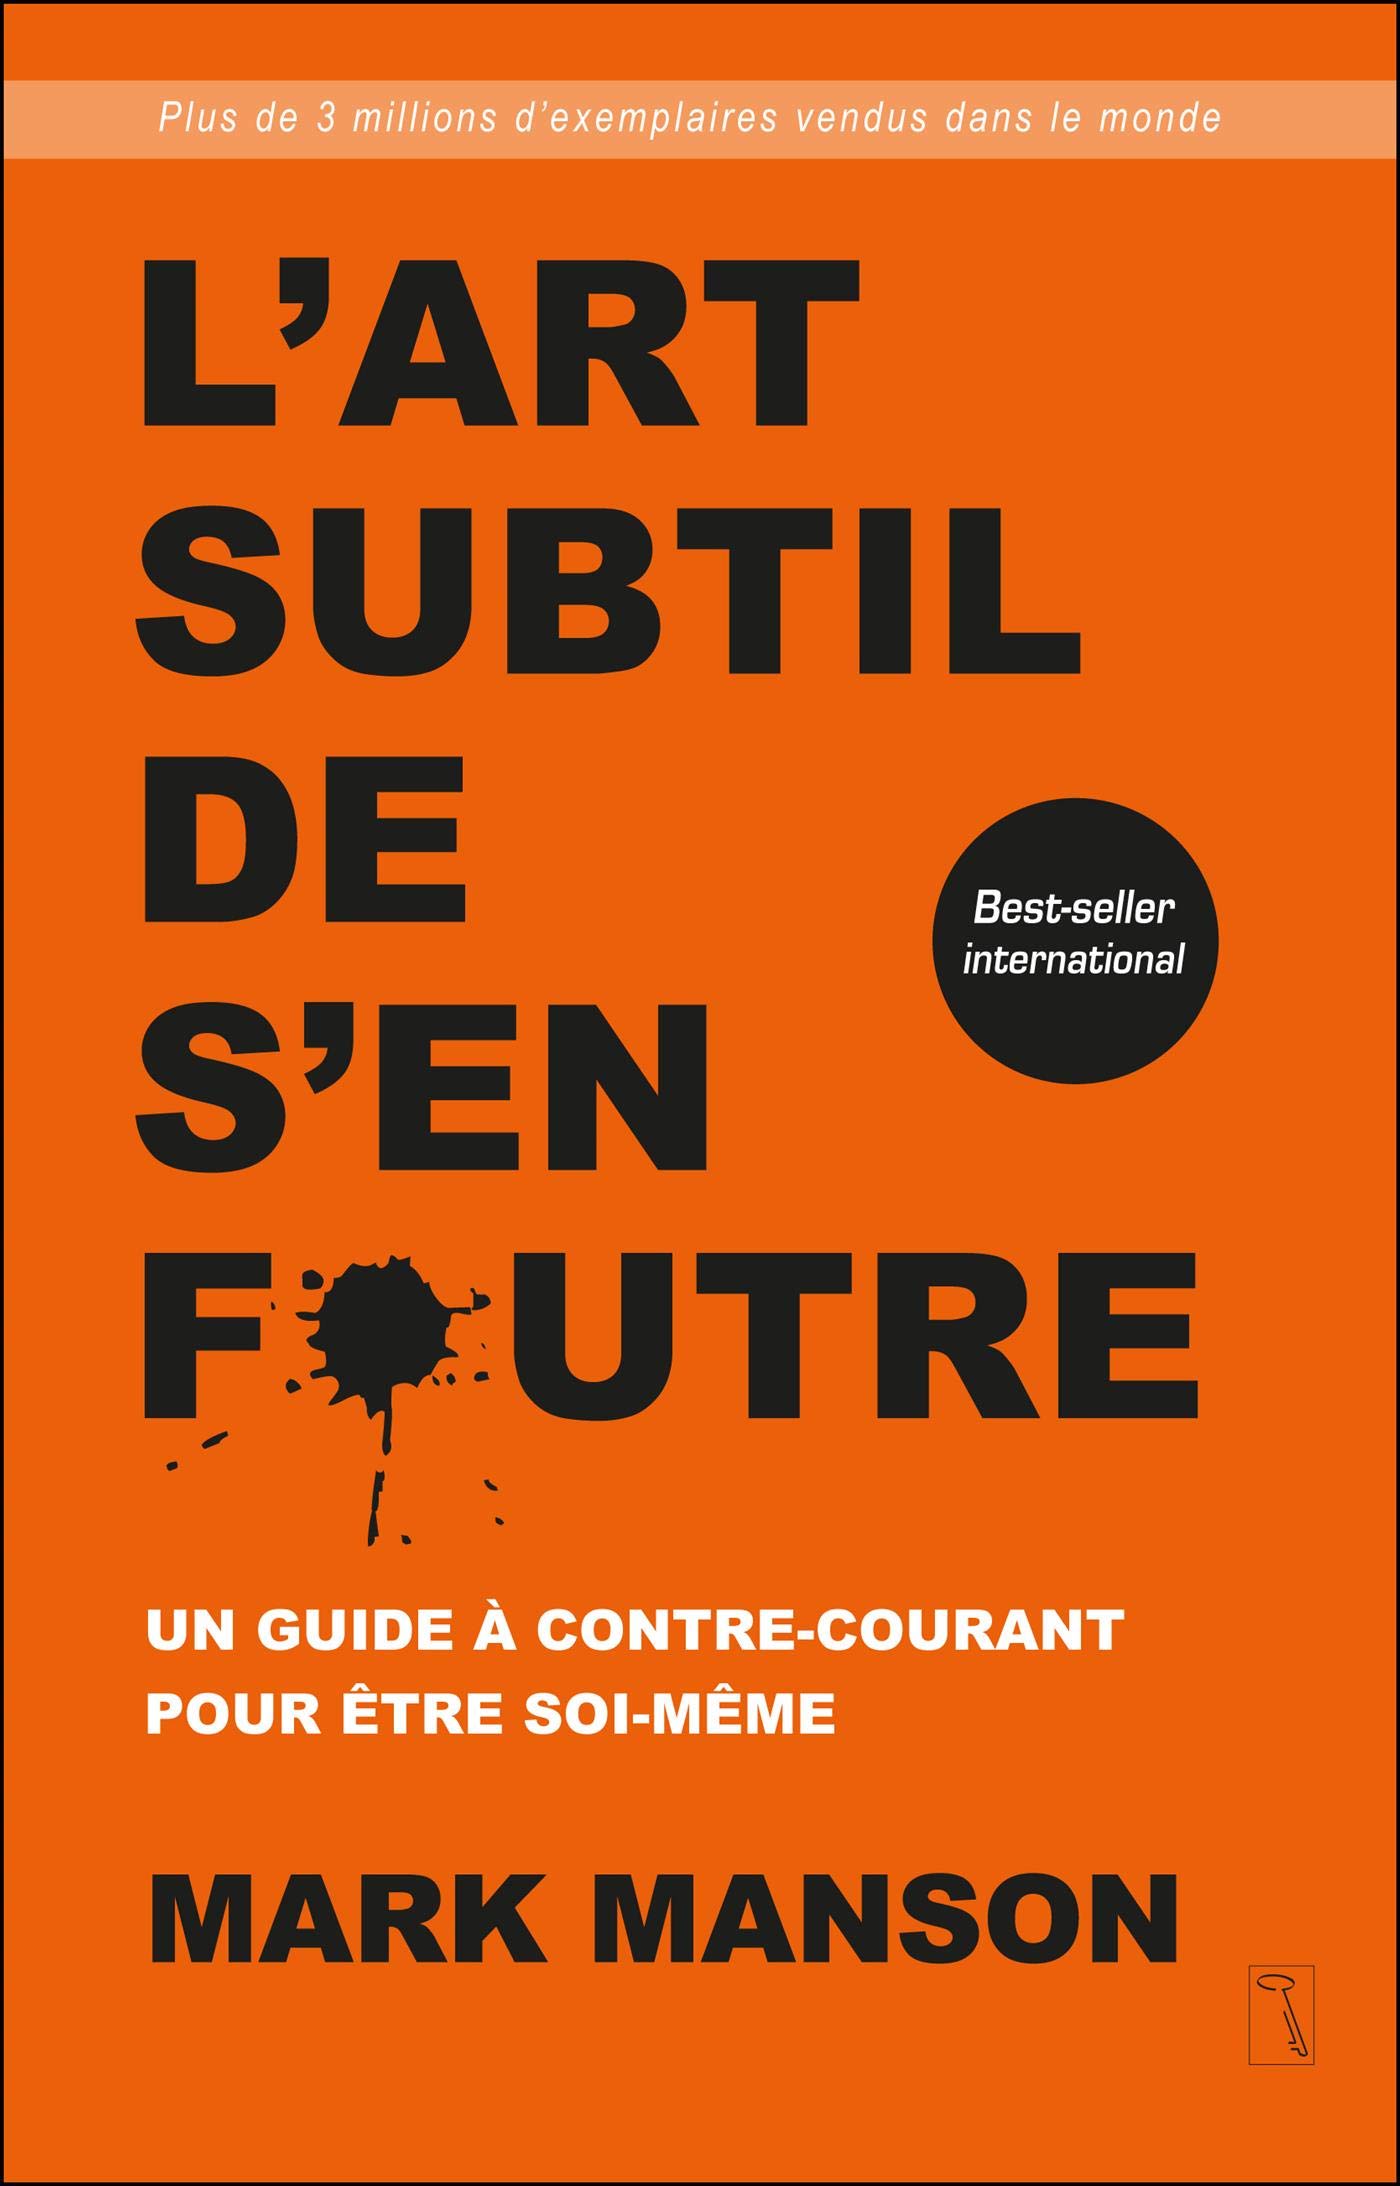 Plus de 3 millions d’exemplaires vendus dans le monde
L’ART
SUBTIL
DE
Best-seller
international
S’EN
FOUTRE
UN GUIDE À CONTRE-COURANT
POUR ÊTRE SOI-MÊME
MARK MANSON